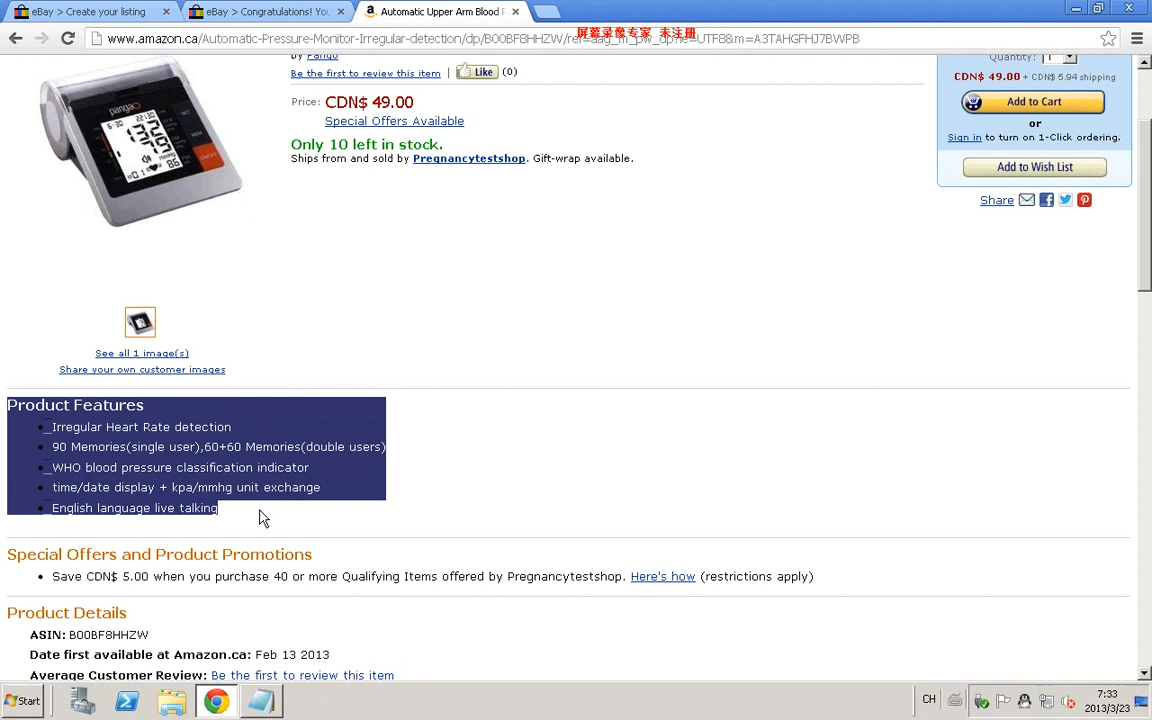 eBay > Create your listing
eBay > Congratulations! You
Automatic Upper Arm Blood P
屏幕录像专家 未注册
www.amazon.ca/Automatic-Pressure-Monitor-Irregular-detection/dp/B00BF8HHZW/ref=aag_m_pw_dp?ie=UTF8&m=A3TAHGFHJ7BWPB
by Pango
Be the first to review this item | Like (0)
Price: CDN$ 49.00
Special Offers Available
Only 10 left in stock.
Ships from and sold by Pregnancytestshop. Gift-wrap available.
Quantity: 1
CDN$ 49.00 + CDN$ 5.94 shipping
Add to Cart
or
Sign in to turn on 1-Click ordering.
Add to Wish List
Share
See all 1 image(s)
Share your own customer images
Product Features
Irregular Heart Rate detection
90 Memories(single user),60+60 Memories(double users)
WHO blood pressure classification indicator
time/date display + kpa/mmhg unit exchange
English language live talking
Special Offers and Product Promotions
Save CDN$ 5.00 when you purchase 40 or more Qualifying Items offered by Pregnancytestshop. Here's how (restrictions apply)
Product Details
ASIN: B00BF8HHZW
Date first available at Amazon.ca: Feb 13 2013
Average Customer Review: Be the first to review this item
Start
CH
7:33
2013/3/23